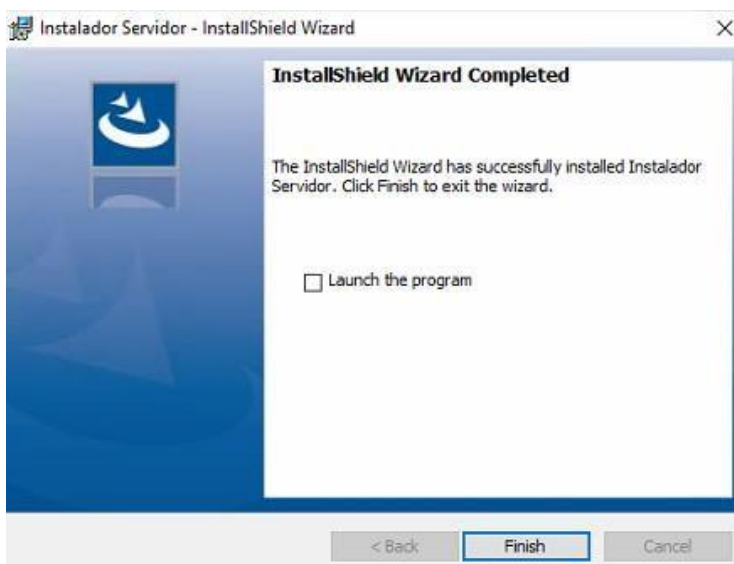 Instalador Servidor - InstallShield Wizard
InstallShield Wizard Completed
The InstallShield Wizard has successfully installed Instalador
Servidor. Click Finish to exit the wizard.
Launch the program
< Back Finish Cancel